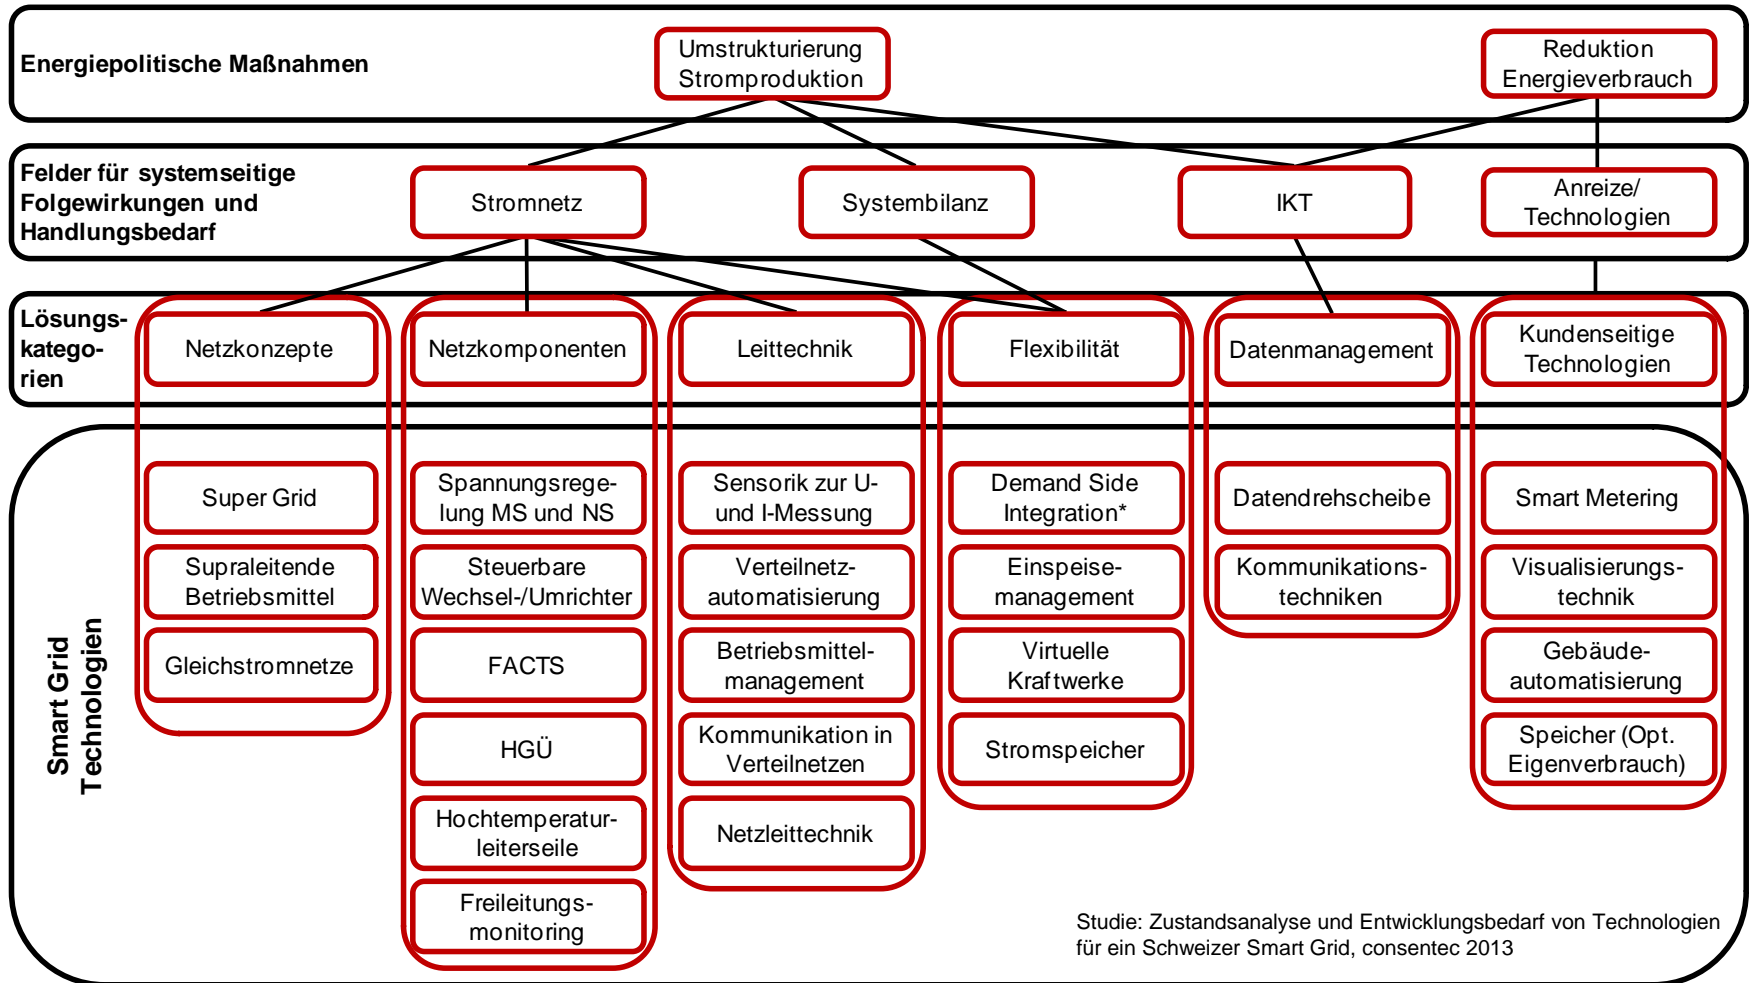 Energiepolitische Maßnahmen
Umstrukturierung
Stromproduktion
Reduktion
Energieverbrauch
Felder für systemseitige
Folgewirkungen und
Handlungsbedarf
Stromnetz
Systembilanz
IKT
Anreize/
Technologien
Lösungs-
katego-
rien
Netzkonzepte
Netzkomponenten
Leittechnik
Flexibilität
Datenmanagement
Kundenseitige
Technologien
Smart Grid
Technologien
Super Grid
Supraleitende
Betriebsmittel
Gleichstromnetze
Spannungsrege-
lung MS und NS
Steuerbare
Wechsel-/Umrichter
FACTS
HGÜ
Hochtemperatur-
leiterseile
Freileitungs-
monitoring
Sensorik zur U-
und I-Messung
Verteilnetz-
automatisierung
Betriebsmittel-
management
Kommunikation in
Verteilnetzen
Netzleittechnik
Demand Side
Integration*
Einspeise-
management
Virtuelle
Kraftwerke
Stromspeicher
Datendrehscheibe
Kommunikations-
techniken
Smart Metering
Visualisierungs-
technik
Gebäude-
automatisierung
Speicher (Opt.
Eigenverbrauch)
Studie: Zustandsanalyse und Entwicklungsbedarf von Technologien
für ein Schweizer Smart Grid, consentec 2013